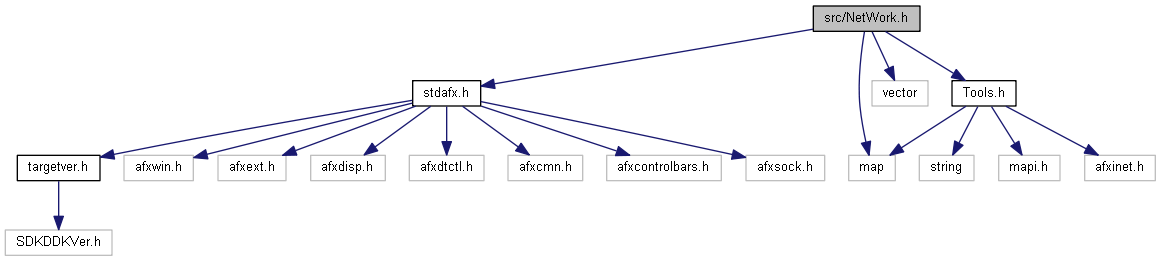 src/NetWork.h
stdafx.h
vector
Tools.h
targetver.h
afxwin.h
afxext.h
afxdisp.h
afxdtctl.h
afxcmn.h
afxcontrolbars.h
afxsock.h
map
string
mapi.h
afxinet.h
SDKDDKVer.h